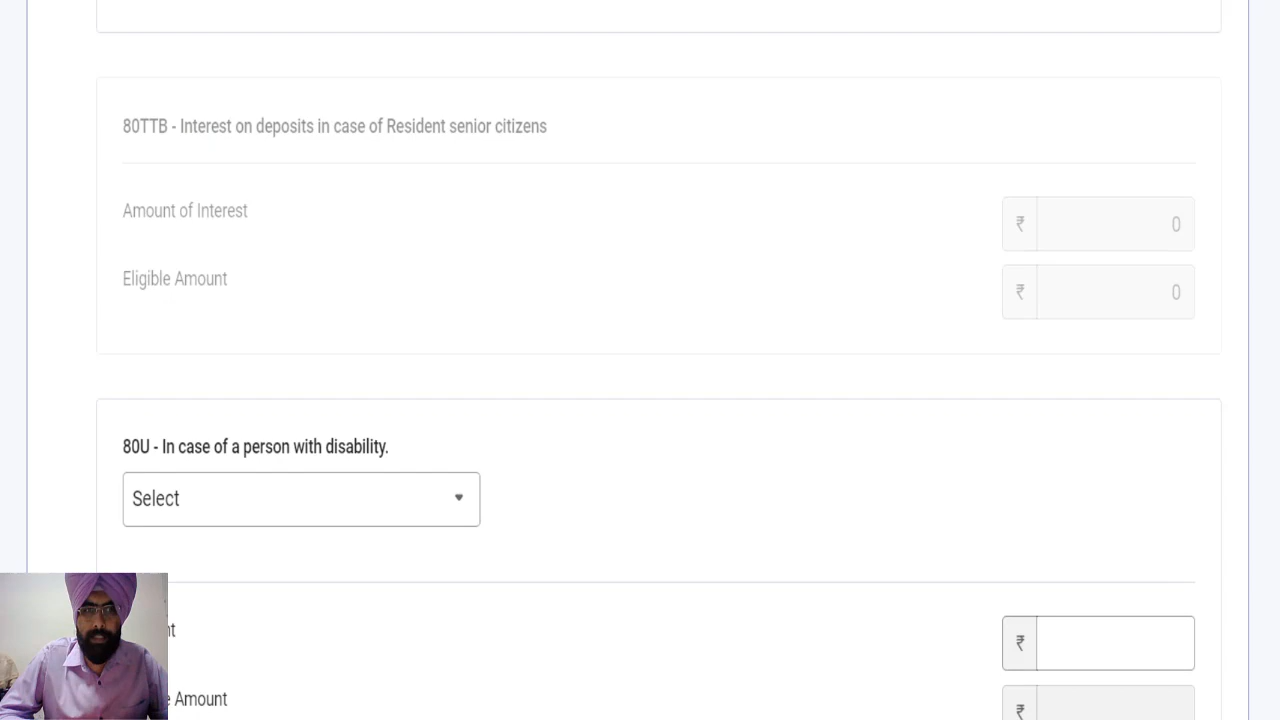 80TTB - Interest on deposits in case of Resident senior citizens
Amount of Interest
₹ 0
Eligible Amount
₹ 0
80U - In case of a person with disability.
Select
₹
Amount
₹